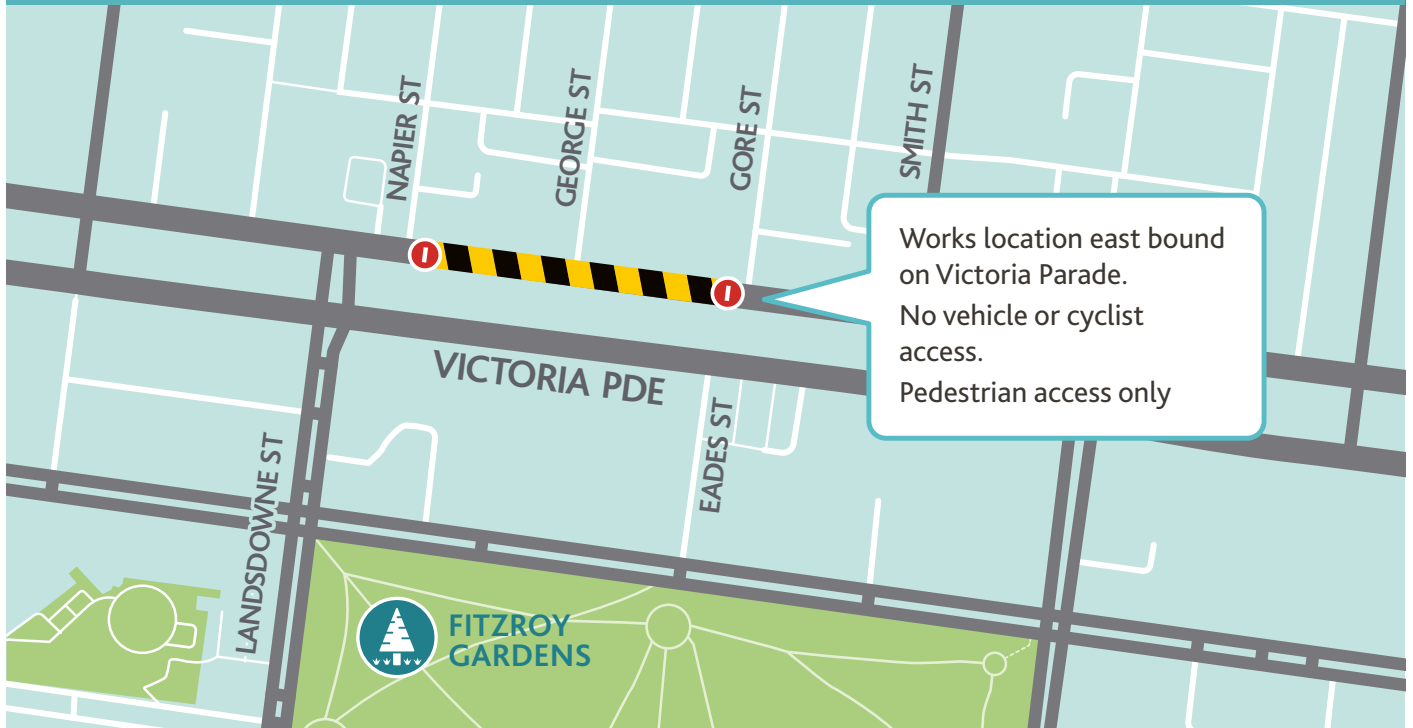 NAPIER ST
GEORGE ST
GORE ST
SMITH ST
Works location east bound
on Victoria Parade.
No vehicle or cyclist
access.
Pedestrian access only
VICTORIA PDE
EADES ST
LANDSDOWNE ST
FITZROY
GARDENS